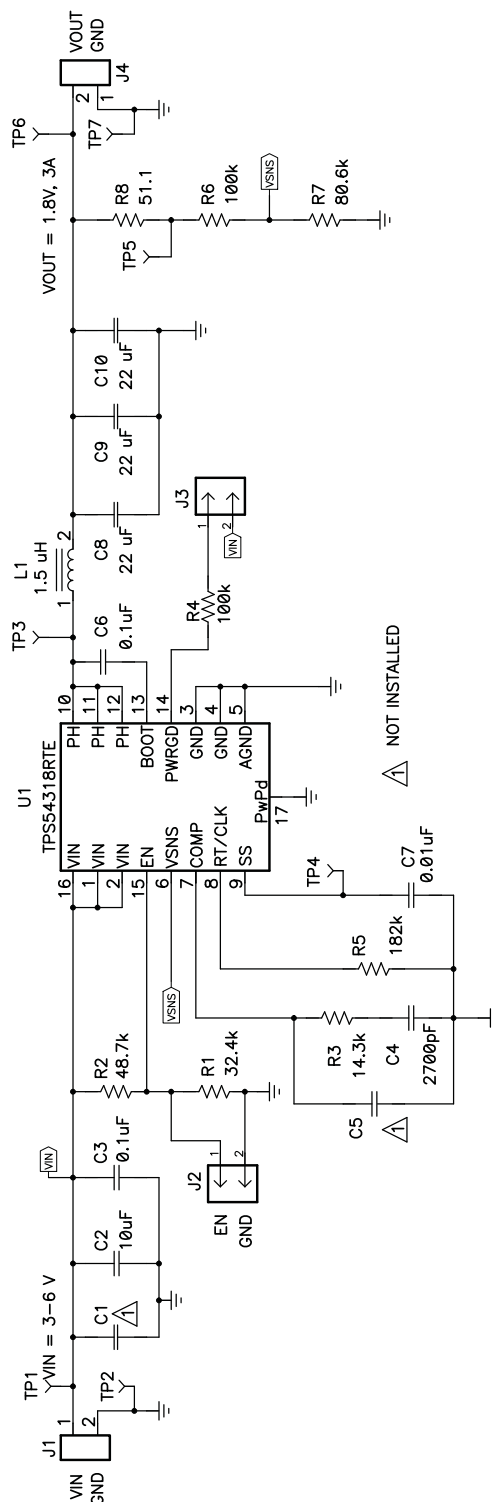 VIN
GND
J1
1
2
TP1
TP2
VIN = 3-6 V
C1
1
C2
10uF
C3
0.1uF
VIN
R2
48.7k
R1
32.4k
J2
EN
GND
1
2
VSNS
U1
TPS54318RTE
16
1
2
15
6
7
8
9
VIN
VIN
VIN
EN
VSNS
COMP
RT/CLK
SS
PH
PH
PH
BOOT
PWRGD
GND
GND
AGND
PwPd
10
11
12
13
14
3
4
5
17
C5
1
R3
14.3k
C4
2700pF
R5
182k
TP4
C7
0.01uF
1 NOT INSTALLED
TP3
C6
0.1uF
L1
1.5 uH
1
2
R4
100k
J3
1
2
VIN
C8
22 uF
C9
22 uF
C10
22 uF
VOUT = 1.8V, 3A
R8
51.1
TP5
R6
100k
VSNS
R7
80.6k
TP6
TP7
2
1
J4
VOUT
GND